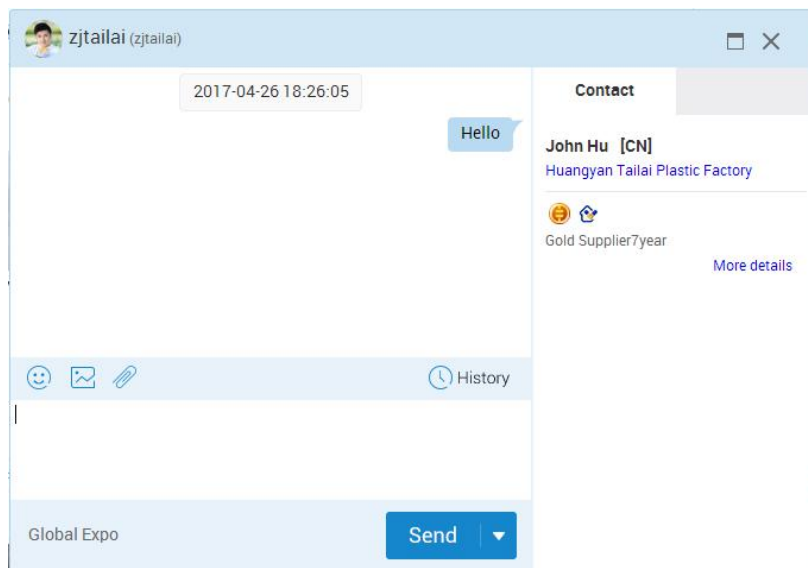 zjtailai (zjtailai)
2017-04-26 18:26:05
Hello
History
Global Expo
Send
Contact
John Hu [CN]
Huangyan Tailai Plastic Factory
Gold Supplier7year
More details